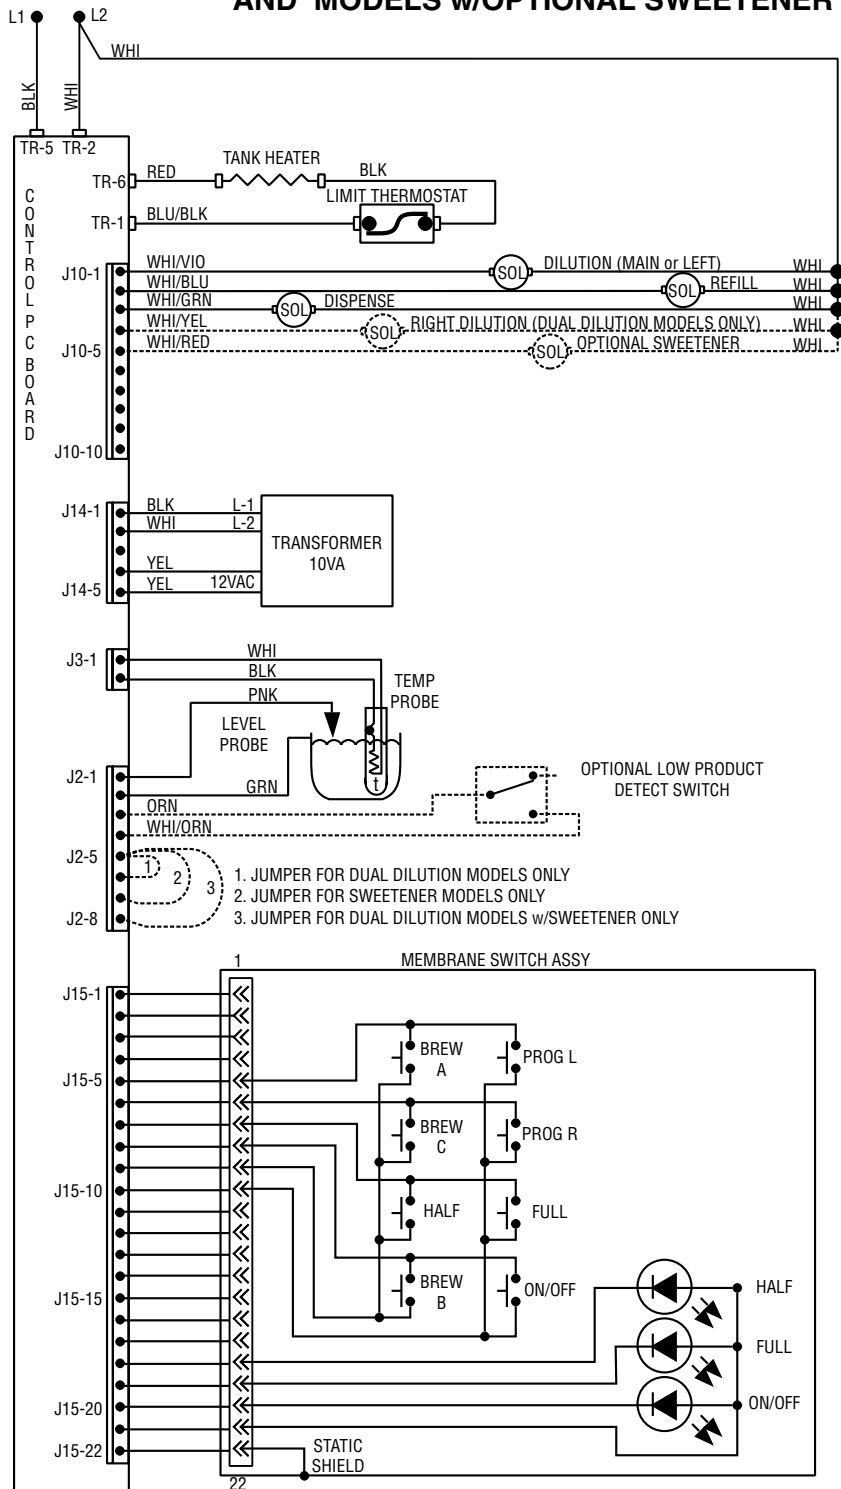 AND MODELS w/OPTIONAL SWEETENER
L1
L2
WHI
BLK
WHI
TR-5 TR-2
CONTROL PC BOARD
TR-6
RED
TANK HEATER
BLK
LIMIT THERMOSTAT
TR-1
BLU/BLK
J10-1
WHI/VIO
SOL
DILUTION (MAIN or LEFT)
WHI
WHI/BLU
SOL
REFILL
WHI
WHI/GRN
SOL
DISPENSE
WHI
WHI/YEL
SOL
RIGHT DILUTION (DUAL DILUTION MODELS ONLY)
WHI
J10-5
WHI/RED
SOL
OPTIONAL SWEETENER
WHI
J10-10
J14-1
BLK
L-1
WHI
L-2
TRANSFORMER
10VA
YEL
J14-5
YEL
12VAC
J3-1
WHI
BLK
TEMP
PROBE
PNK
LEVEL
PROBE
t
J2-1
GRN
ORN
WHI/ORN
OPTIONAL LOW PRODUCT
DETECT SWITCH
J2-5
1
2
3
J2-8
1. JUMPER FOR DUAL DILUTION MODELS ONLY
2. JUMPER FOR SWEETENER MODELS ONLY
3. JUMPER FOR DUAL DILUTION MODELS w/SWEETENER ONLY
1
MEMBRANE SWITCH ASSY
J15-1
J15-5
BREW
A
PROG L
BREW
C
PROG R
J15-10
HALF
FULL
BREW
B
ON/OFF
J15-15
HALF
FULL
ON/OFF
J15-20
J15-22
STATIC
SHIELD
22